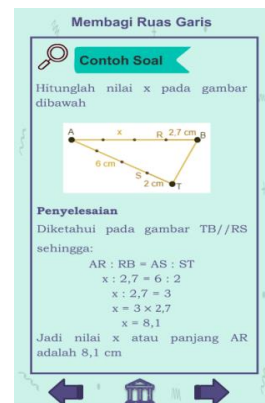 Membagi Ruas Garis
Contoh Soal
Hitunglah nilai x pada gambar
dibawah
A x R 2,7 cm B
6 cm
S
2 cm T
Penyelesaian
Diketahui pada gambar TB//RS
sehingga:
AR : RB = AS : ST
x : 2,7 = 6 : 2
x : 2,7 = 3
x = 3 × 2,7
x = 8,1
Jadi nilai x atau panjang AR
adalah 8,1 cm